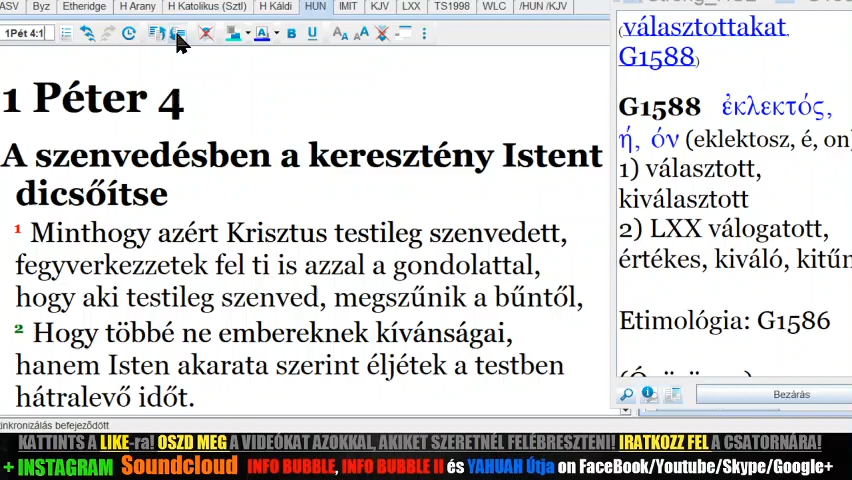 ASV Byz Etheridge H Arany H Katolikus (Sztl) H Káldi HUN IMIT KJV LXX TS1998 WLC /HUN /KJV
1Pét 4:1
1 Péter 4
A szenvedésben a keresztény Istent
dicsőítse
1 Minthogy azért Krisztus testileg szenvedett,
fegyverkezzetek fel ti is azzal a gondolattal,
hogy aki testileg szenved, megszűnik a bűntől,
2 Hogy többé ne embereknek kívánságai,
hanem Isten akarata szerint éljétek a testben
hátralevő időt.
(választottakat
G1588)
G1588 ἐκλεκτός,
ή, όν (eklektosz, é, on)
1) választott,
kiválasztott
2) LXX válogatott,
értékes, kiváló, kitűn
Etimológia: G1586
Bezárás
inkronizálás befejeződött
KATTINTS A LIKE-ra! OSZD MEG A VIDEÓKAT AZOKKAL, AKIKET SZERETNÉL FELÉBRESZTENI! IRATKOZZ FEL A CSATORNÁRA!
+ INSTAGRAM Soundcloud INFO BUBBLE, INFO BUBBLE II és YAHUAH Útja on FaceBook/Youtube/Skype/Google+